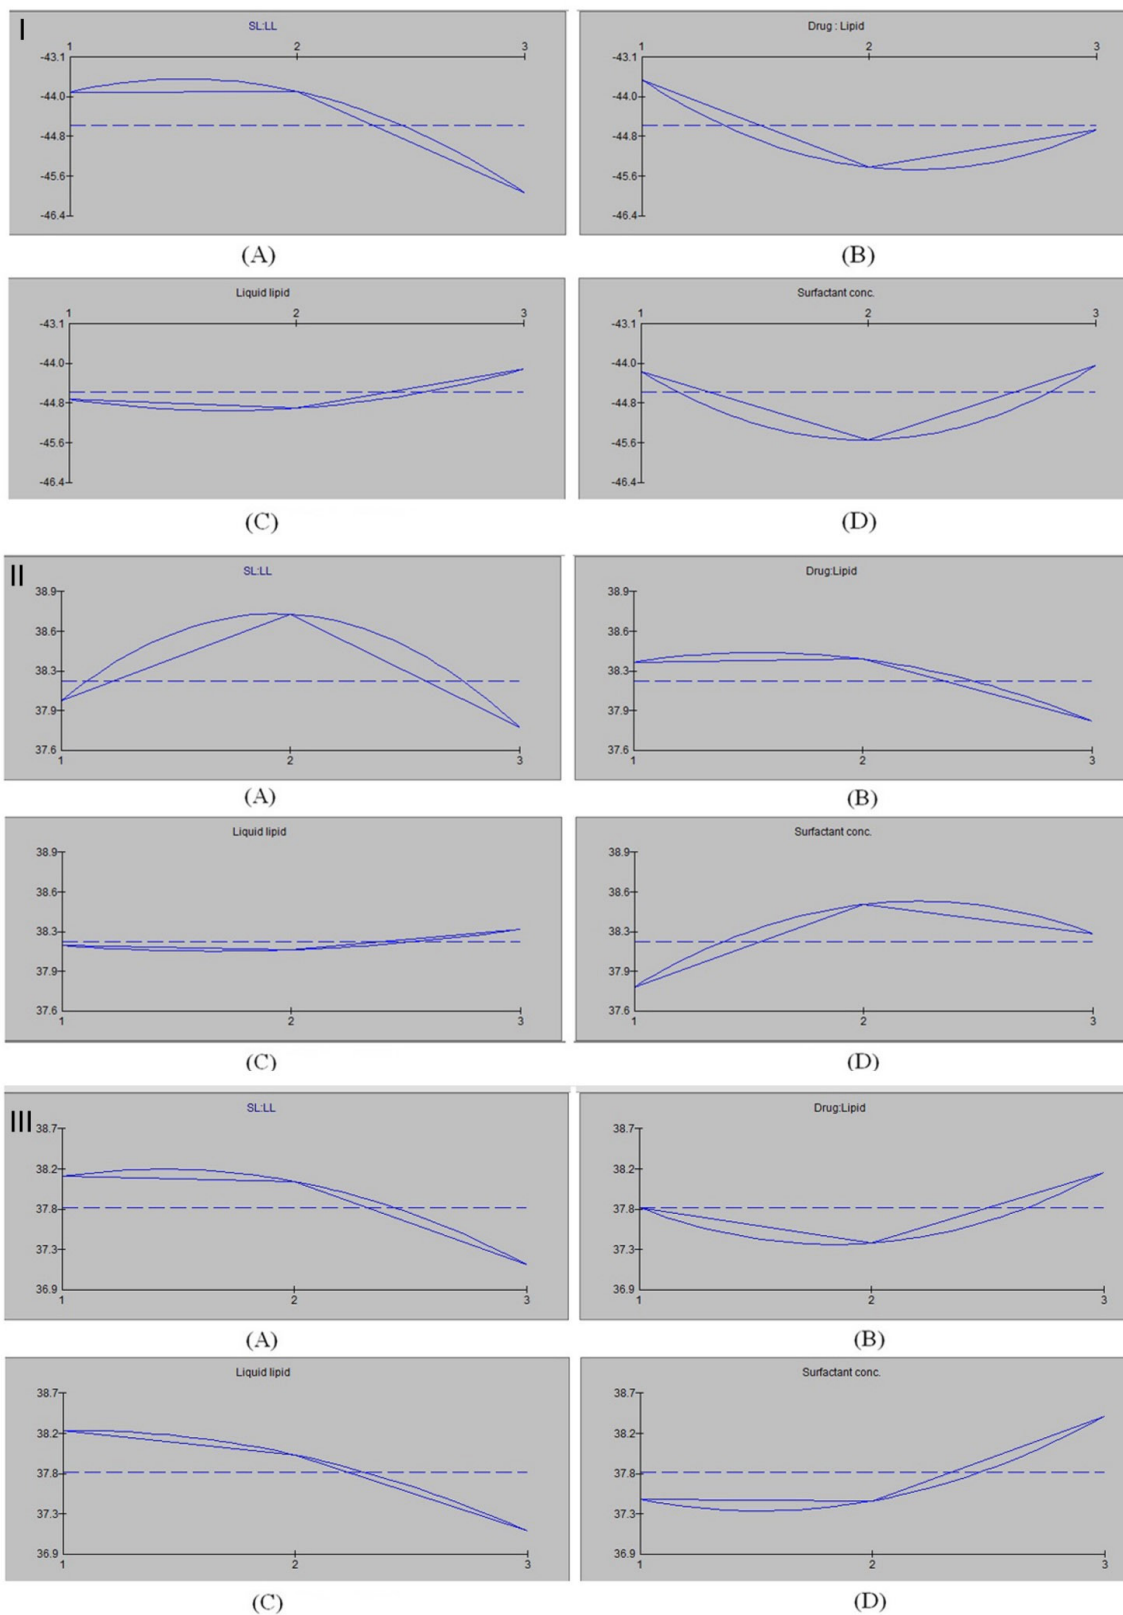 I
SL:LL
1 2 3
-43.1
-44.0
-44.8
-45.6
-46.4
(A)
Drug : Lipid
1 2 3
-43.1
-44.0
-44.8
-45.6
-46.4
(B)
Liquid lipid
1 2 3
-43.1
-44.0
-44.8
-45.6
-46.4
(C)
Surfactant conc.
1 2 3
-43.1
-44.0
-44.8
-45.6
-46.4
(D)
II
SL:LL
38.9
38.6
38.3
37.9
37.6
1 2 3
(A)
Drug:Lipid
38.9
38.6
38.3
37.9
37.6
1 2 3
(B)
Liquid lipid
38.9
38.6
38.3
37.9
37.6
1 2 3
(C)
Surfactant conc.
38.9
38.6
38.3
37.9
37.6
1 2 3
(D)
III
SL:LL
38.7
38.2
37.8
37.3
36.9
1 2 3
(A)
Drug:Lipid
38.7
38.2
37.8
37.3
36.9
1 2 3
(B)
Liquid lipid
38.7
38.2
37.8
37.3
36.9
1 2 3
(C)
Surfactant conc.
38.7
38.2
37.8
37.3
36.9
1 2 3
(D)